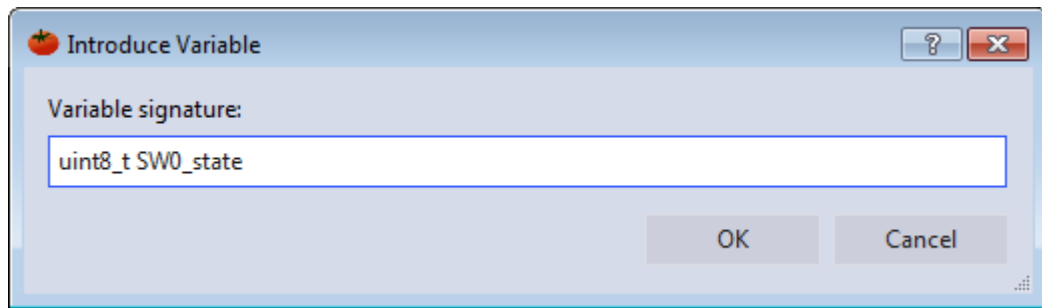 Introduce Variable
?
Variable signature:
uint8_t SW0_state
OK Cancel